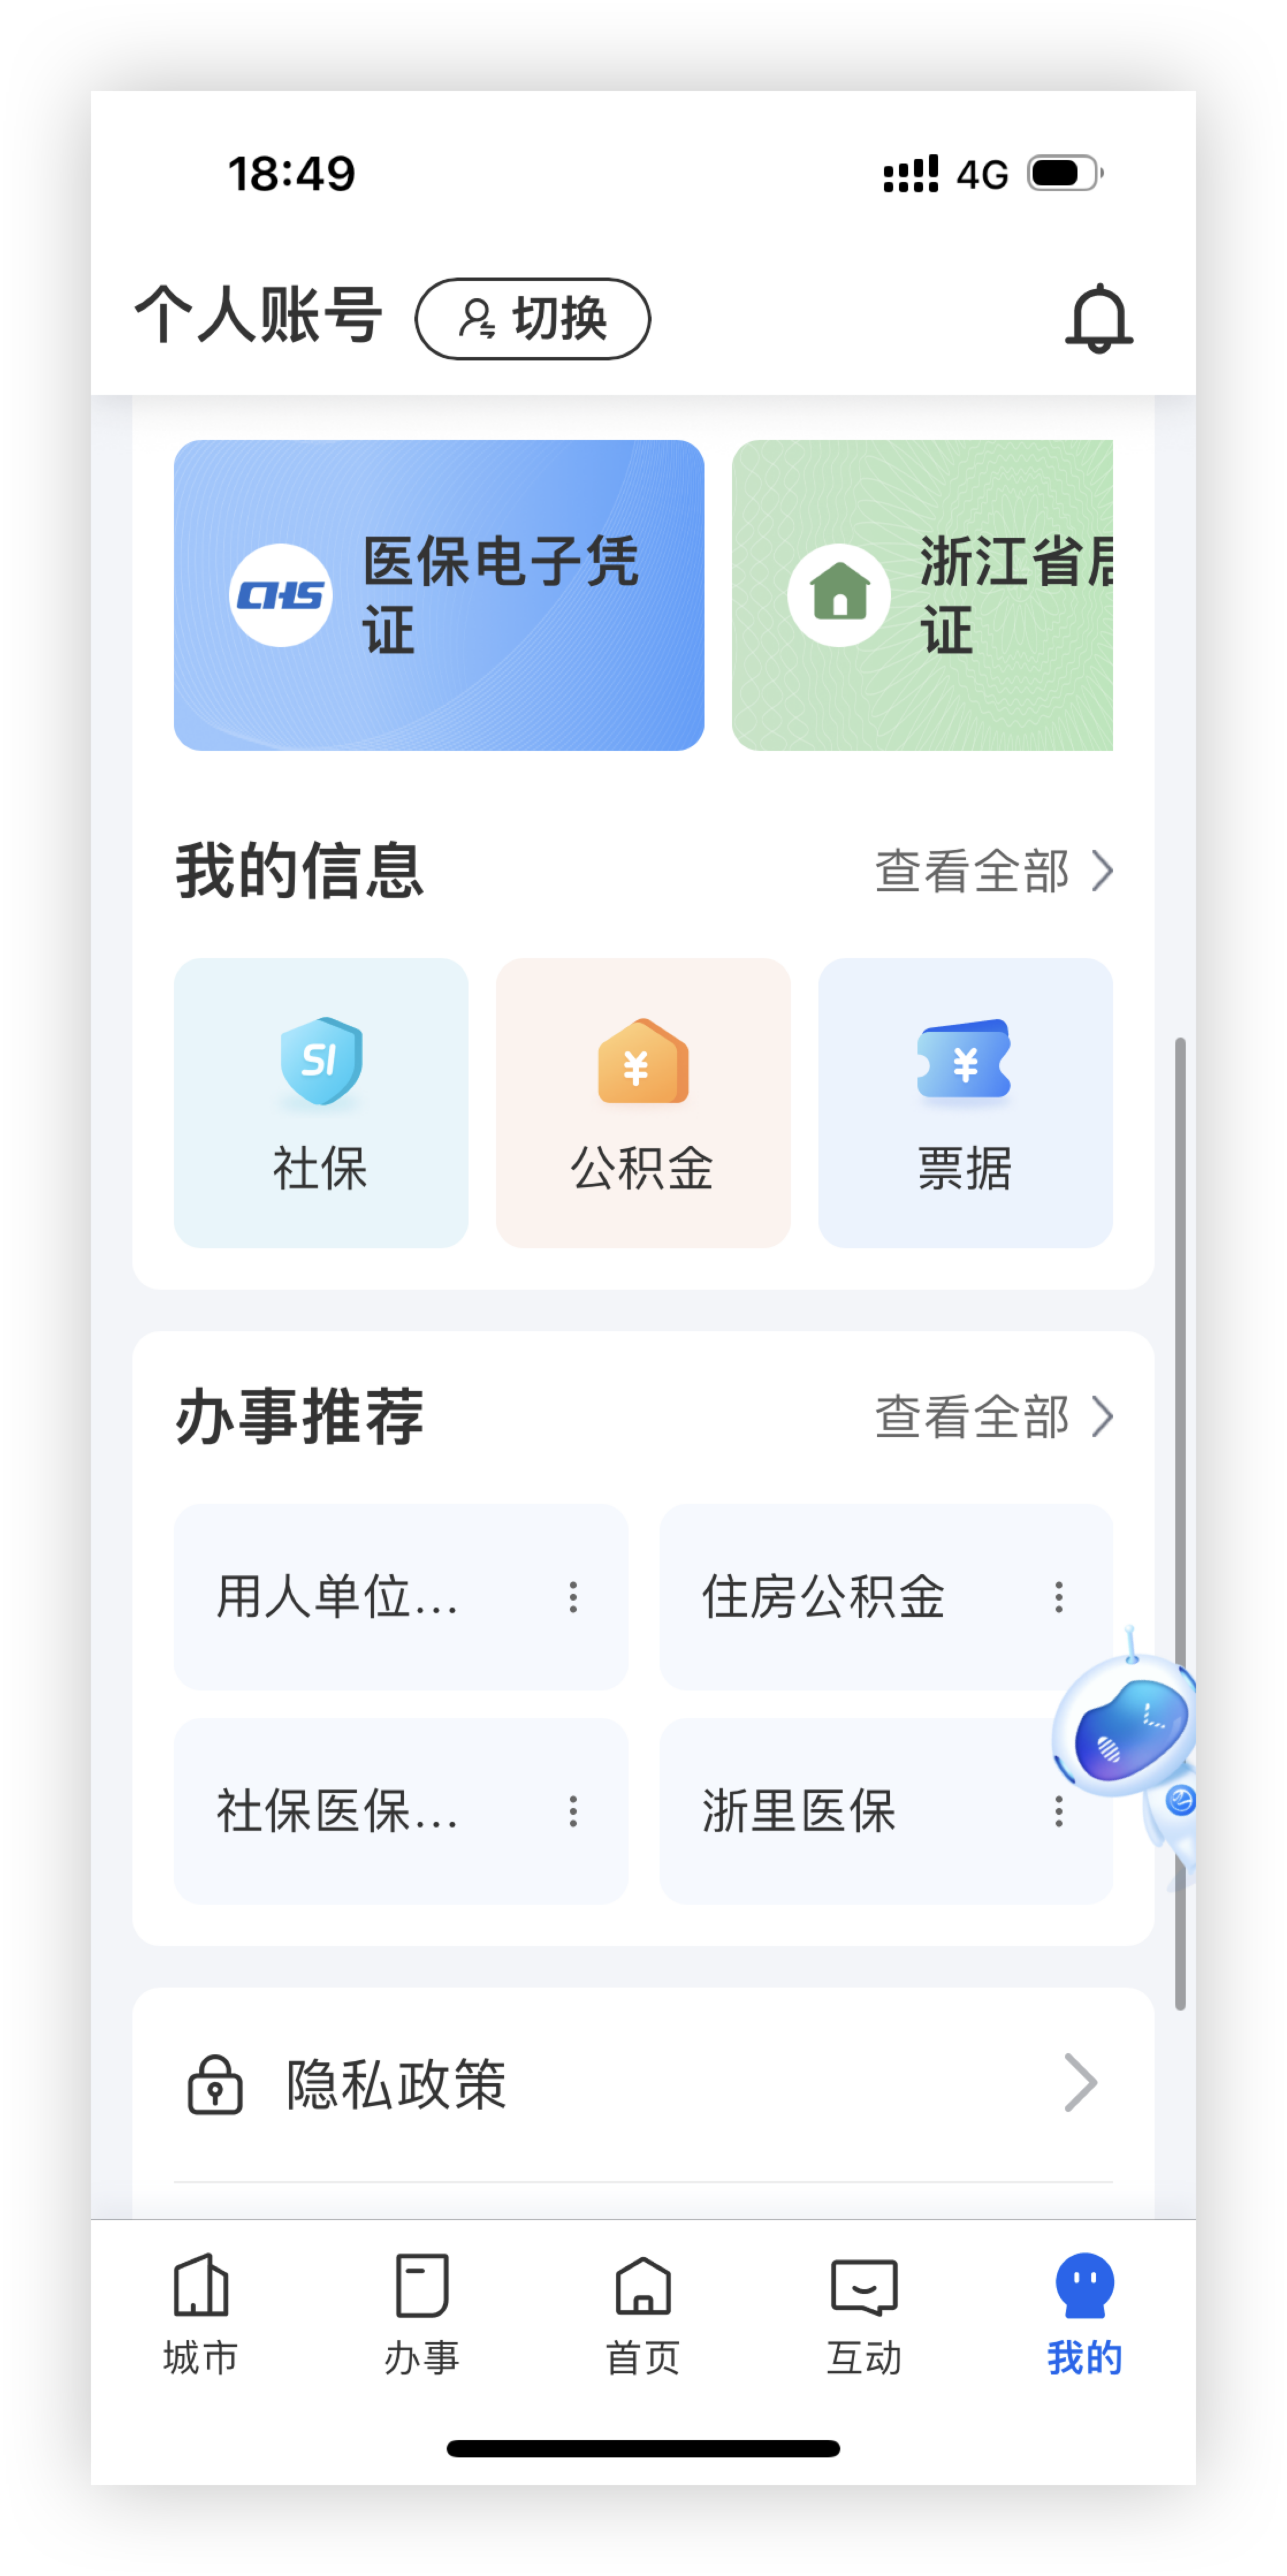 18:49 4G
个人账号 切换
CHS 医保电子凭
证
浙江省居
证
我的信息 查看全部
SI ¥ ¥
社保 公积金 票据
办事推荐 查看全部
用人单位... 住房公积金
社保医保... 浙里医保
隐私政策
城市 办事 首页 互动 我的